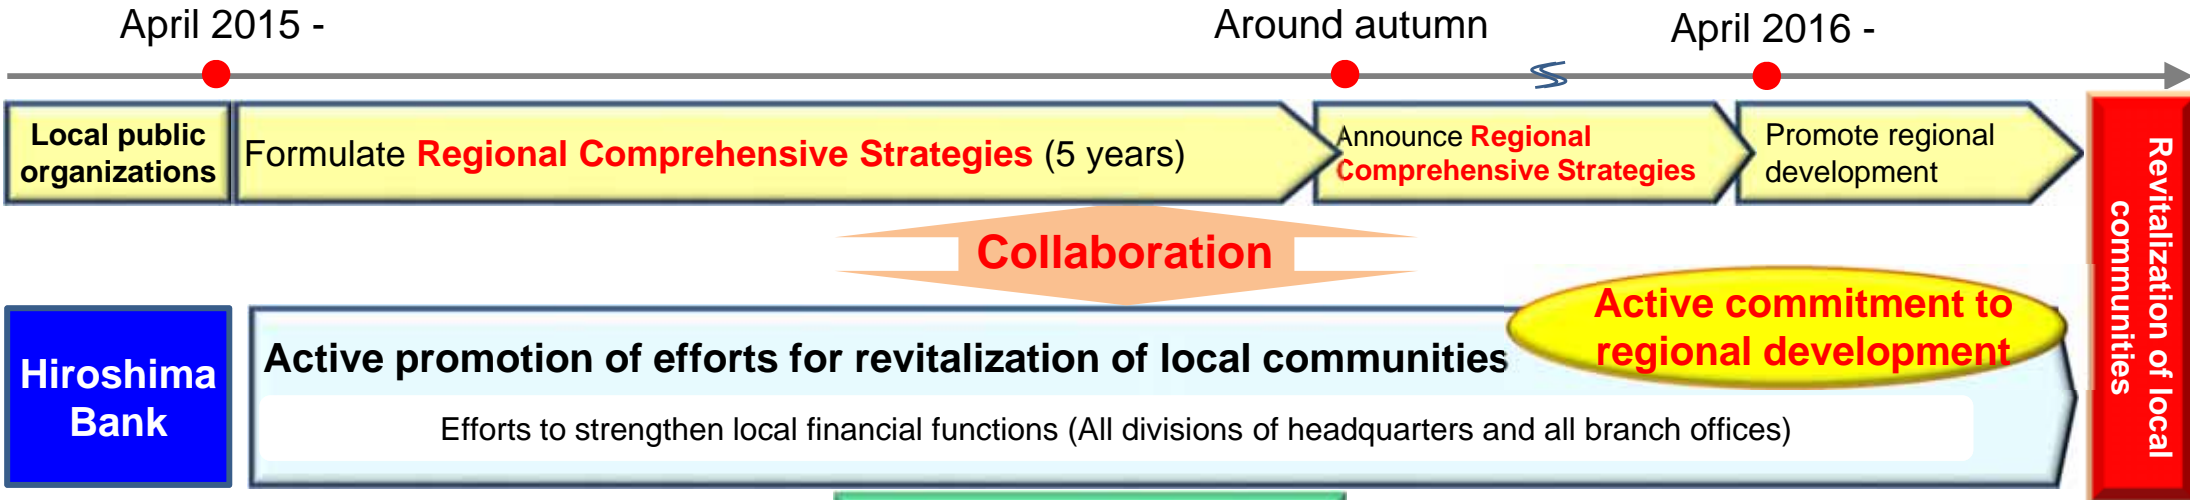 April 2015 -
Around autumn
April 2016 -
Local public
organizations
Formulate Regional Comprehensive Strategies (5 years)
Announce Regional
Comprehensive Strategies
Promote regional
development
Collaboration
Hiroshima
Bank
Active promotion of efforts for revitalization of local communities
Active commitment to
regional development
Efforts to strengthen local financial functions (All divisions of headquarters and all branch offices)
Revitalization of local
communities